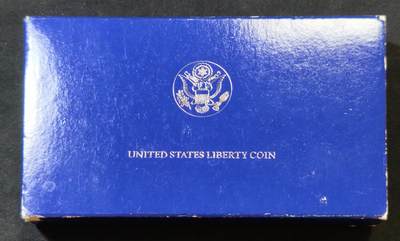 UNITED STATES LIBERTY COIN